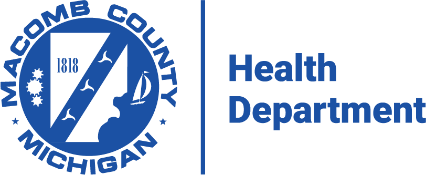 MACOMB COUNTY
1818
MICHIGAN
Health
Department